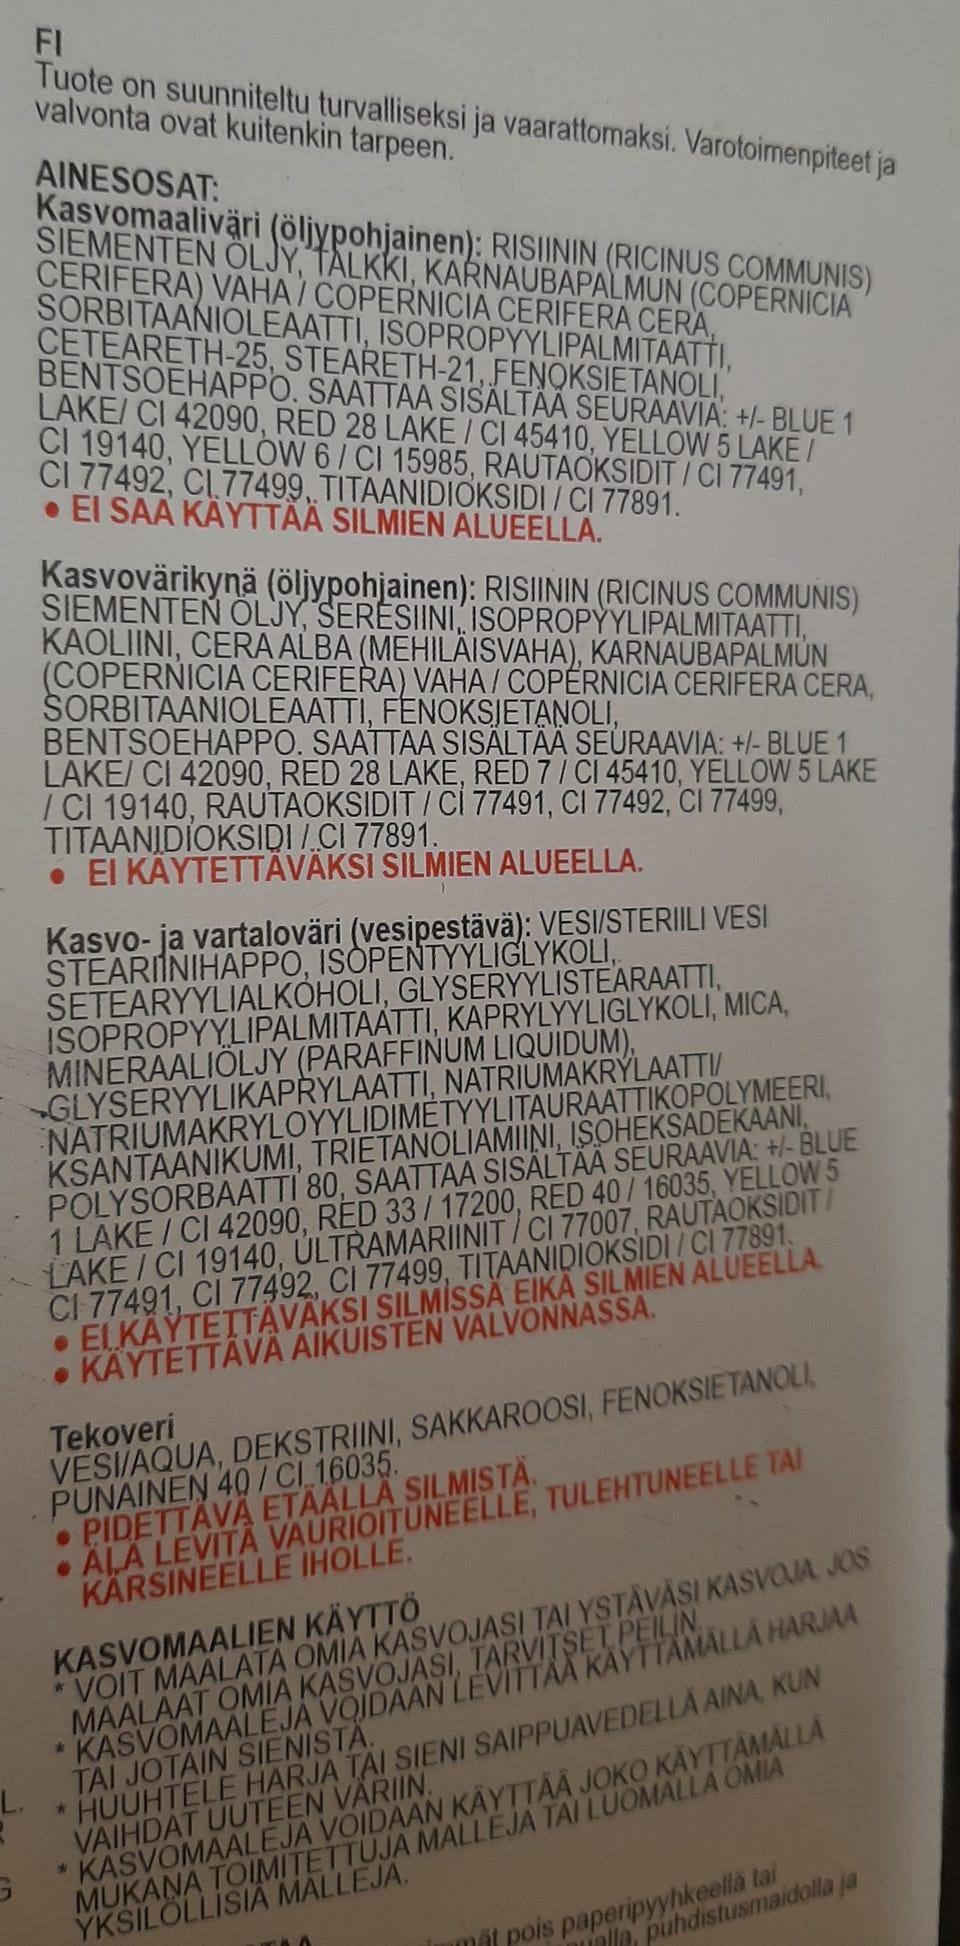 FI
Tuote on suunniteltu turvalliseksi ja vaarattomaksi. Varotoimenpiteet ja
valvonta ovat kuitenkin tarpeen.
AINESOSAT:
Kasvomaaliväri (öljypohjainen): RISIININ (RICINUS COMMUNIS)
SIEMENTEN ÖLJY, TALKKI, KARNAUBAPALMUN (COPERNICIA
CERIFERA) VAHA / COPERNICIA CERIFERA CERA,
SORBITAANIOLEAATTI, ISOPROPYYLIPALMITAATTI,
CETEARETH-25, STEARETH-21, FENOKSIETANOLI,
BENTSOEHAPPO. SAATTAA SISÄLTÄÄ SEURAAVIA: +/- BLUE 1
LAKE/ CI 42090, RED 28 LAKE / CI 45410, YELLOW 5 LAKE /
CI 19140, YELLOW 6 / CI 15985, RAUTAOKSIDIT / CI 77491,
CI 77492, CI 77499, TITAANIDIOKSIDI / CI 77891.
• EI SAA KÄYTTÄÄ SILMIEN ALUEELLA.
Kasvovärikynä (öljypohjainen): RISIININ (RICINUS COMMUNIS)
SIEMENTEN ÖLJY, SERESIINI, ISOPROPYYLIPALMITAATTI,
KAOLIINI, CERA ALBA (MEHILÄISVAHA), KARNAUBAPALMUN
(COPERNICIA CERIFERA) VAHA / COPERNICIA CERIFERA CERA,
SORBITAANIOLEAATTI, FENOKSIETANOLI,
BENTSOEHAPPO. SAATTAA SISÄLTÄÄ SEURAAVIA: +/- BLUE 1
LAKE/ CI 42090, RED 28 LAKE, RED 7 / CI 45410, YELLOW 5 LAKE
/ CI 19140, RAUTAOKSIDIT / CI 77491, CI 77492, CI 77499,
TITAANIDIOKSIDI / CI 77891.
• EI KÄYTETTÄVÄKSI SILMIEN ALUEELLA.
Kasvo- ja vartaloväri (vesipestävä): VESI/STERIILI VESI
STEARIINIHAPPO, ISOPENTYYLIGLYKOLI,
SETEARYYLIALKOHOLI, GLYSERYYLISTEARAATTI,
ISOPROPYYLIPALMITAATTI, KAPRYLYYLIGLYKOLI, MICA,
MINERAALIÖLJY (PARAFFINUM LIQUIDUM),
GLYSERYYLIKAPRYLAATTI, NATRIUMAKRYLAATTI/
NATRIUMAKRYLOYYLIDIMETYYLITAURAATTIKOPOLYMEERI,
KSANTAANIKUMI, TRIETANOLIAMIINI, ISOHEKSADEKAANI,
POLYSORBAATTI 80, SAATTAA SISÄLTÄÄ SEURAAVIA: +/- BLUE
1 LAKE / CI 42090, RED 33 / 17200, RED 40 / 16035, YELLOW 5
LAKE / CI 19140, ULTRAMARIINIT / CI 77007, RAUTAOKSIDIT /
CI 77491, CI 77492, CI 77499, TITAANIDIOKSIDI / CI 77891.
• EI KÄYTETTÄVÄKSI SILMISSÄ EIKÄ SILMIEN ALUEELLA.
• KÄYTETTÄVÄ AIKUISTEN VALVONNASSA.
Tekoveri
VESI/AQUA, DEKSTRIINI, SAKKAROOSI, FENOKSIETANOLI,
PUNAINEN 40 / CI 16035.
• PIDETTÄVÄ ETÄÄLLÄ SILMISTÄ.
• ÄLÄ LEVITÄ VAURIOITUNEELLE, TULEHTUNEELLE TAI
KÄRSINEELLE IHOLLE.
KASVOMAALIEN KÄYTTÖ
* VOIT MAALATA OMIA KASVOJASI TAI YSTÄVÄSI KASVOJA. JOS
MAALAAT OMIA KASVOJASI, TARVITSET PEILIN.
* KASVOMAALEJA VOIDAAN LEVITTÄÄ KÄYTTÄMÄLLÄ HARJAA
TAI JOTAIN SIENISTÄ.
* HUUHTELE HARJA TAI SIENI SAIPPUAVEDELLÄ AINA, KUN
VAIHDAT UUTEEN VÄRIIN.
* KASVOMAALEJA VOIDAAN KÄYTTÄÄ JOKO KÄYTTÄMÄLLÄ
MUKANA TOIMITETTUJA MALLEJA TAI LUOMALLA OMIA
YKSILÖLLISIÄ MALLEJA.
pois paperipyyhkeellä tai
puhdistusmaidolla ja